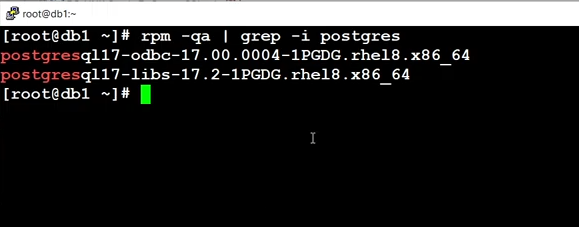 root@db1:~
[root@db1 ~]# rpm -qa | grep -i postgres
postgresql17-odbc-17.00.0004-1PGDG.rhel8.x86_64
postgresql17-libs-17.2-1PGDG.rhel8.x86_64
[root@db1 ~]#